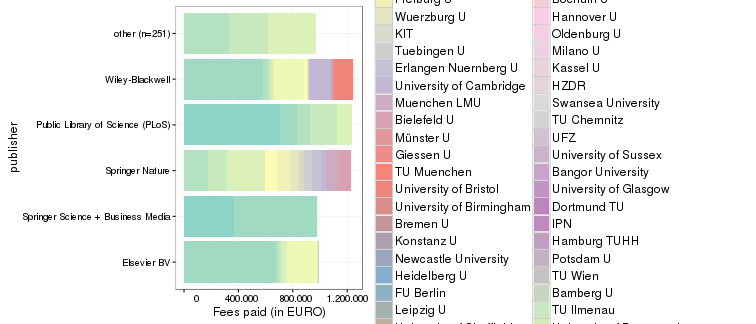 publisher
other (n=251)
Wiley-Blackwell
Public Library of Science (PLoS)
Springer Nature
Springer Science + Business Media
Elsevier BV
0
400.000
800.000
1.200.000
Fees paid (in EURO)
Wuerzburg U
KIT
Tuebingen U
Erlangen Nuernberg U
University of Cambridge
Muenchen LMU
Bielefeld U
Münster U
Giessen U
TU Muenchen
University of Bristol
University of Birmingham
Bremen U
Konstanz U
Newcastle University
Heidelberg U
FU Berlin
Leipzig U
Hannover U
Oldenburg U
Milano U
Kassel U
HZDR
Swansea University
TU Chemnitz
UFZ
University of Sussex
Bangor University
University of Glasgow
Dortmund TU
IPN
Hamburg TUHH
Potsdam U
TU Wien
Bamberg U
TU Ilmenau